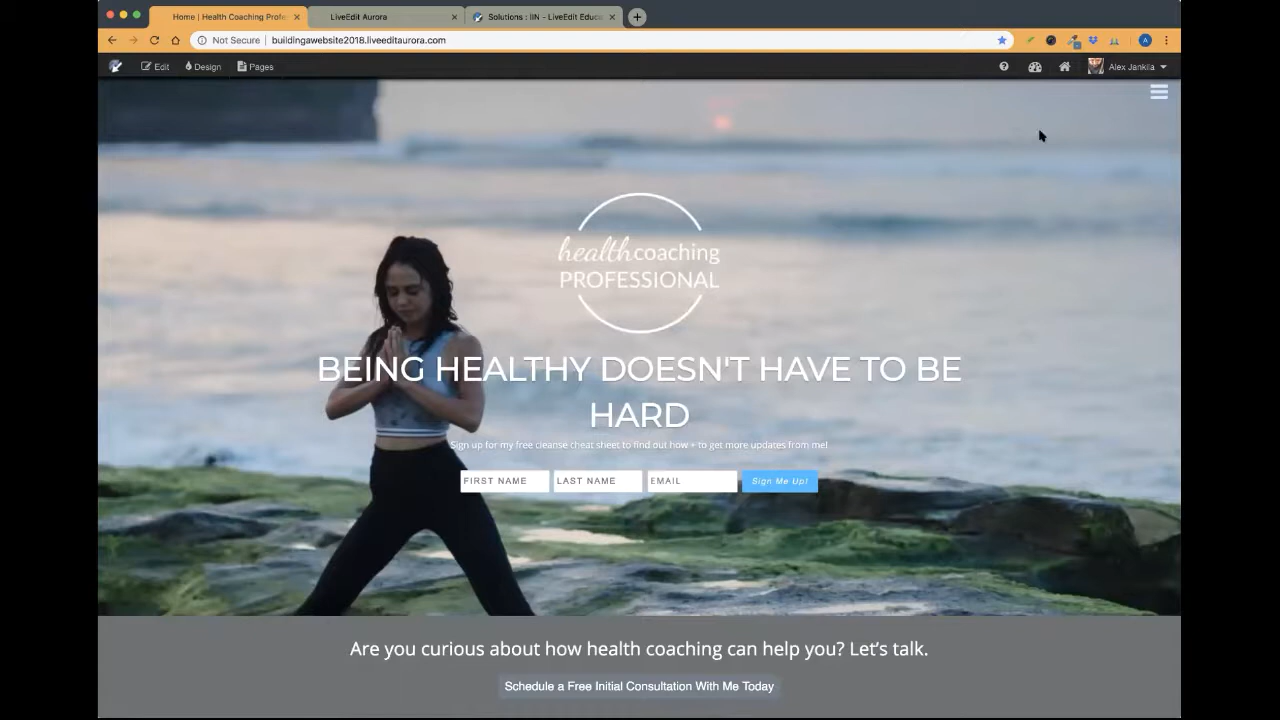 Home | Health Coaching Profe
LiveEdit Aurora
Solutions : IIN - LiveEdit Educa
Not Secure
buildingawebsite2018.liveeditaurora.com
A
Edit
Design
Pages
Alex Jankila
health coaching
PROFESSIONAL
BEING HEALTHY DOESN'T HAVE TO BE
HARD
Sign up for my free cleanse cheat sheet to find out how + to get more updates from me!
FIRST NAME
LAST NAME
EMAIL
Sign Me Up!
Are you curious about how health coaching can help you? Let's talk.
Schedule a Free Initial Consultation With Me Today